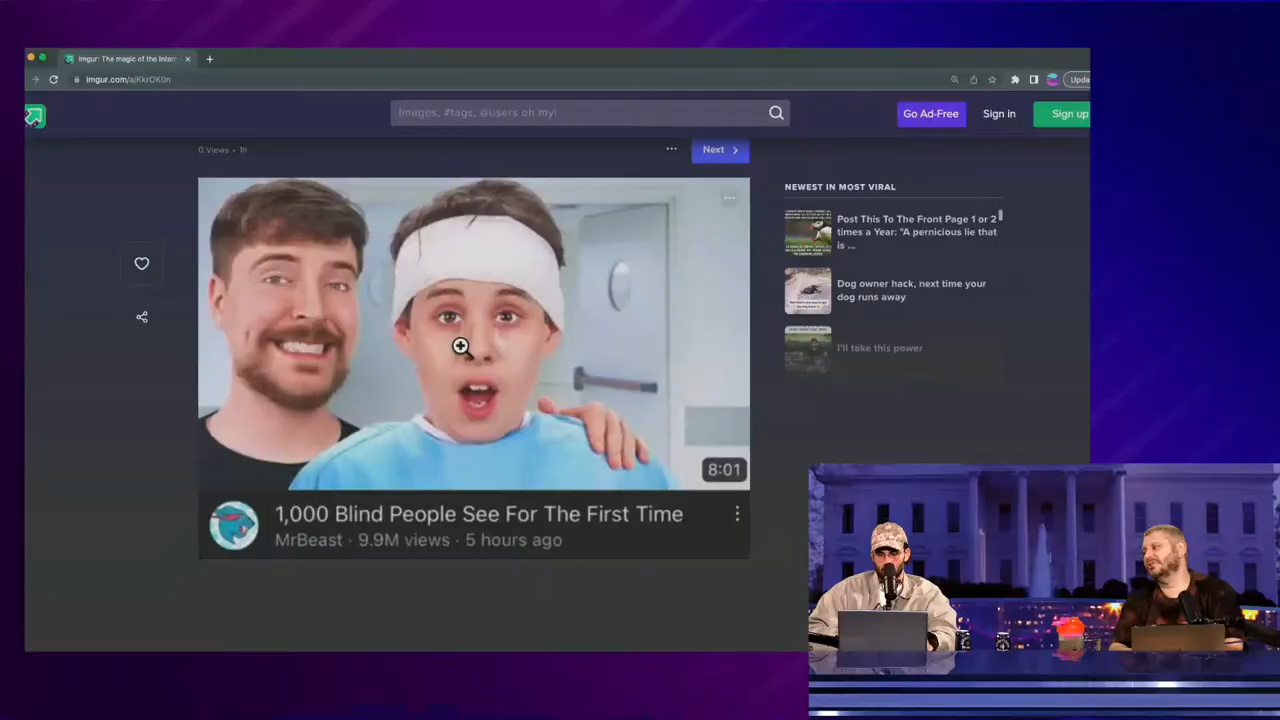 Imgur: The magic of the Intern
imgur.com/a/KkrOK0n
Upda
Images, #tags, @users oh my!
Go Ad-Free
Sign in
Sign up
0 Views • 1h
Next
NEWEST IN MOST VIRAL
Post This To The Front Page 1 or 2
times a Year: "A pernicious lie that
is ...
Dog owner hack, next time your
dog runs away
I'll take this power
8:01
1,000 Blind People See For The First Time
MrBeast · 9.9M views · 5 hours ago